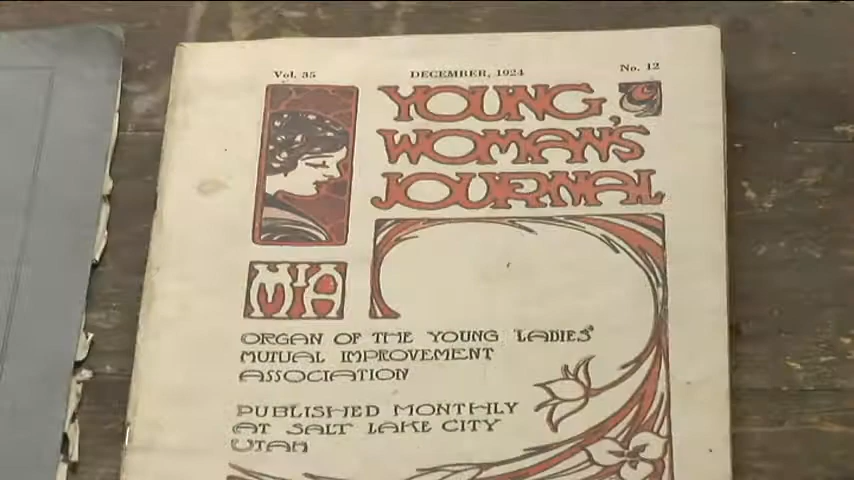 Vol. 35 DECEMBER, 1924 No. 12
YOUNG
WOMAN'S
JOURNAL
MIA
ORGAN OF THE YOUNG LADIES'
MUTUAL IMPROVEMENT
ASSOCIATION
PUBLISHED MONTHLY
AT SALT LAKE CITY
UTAH